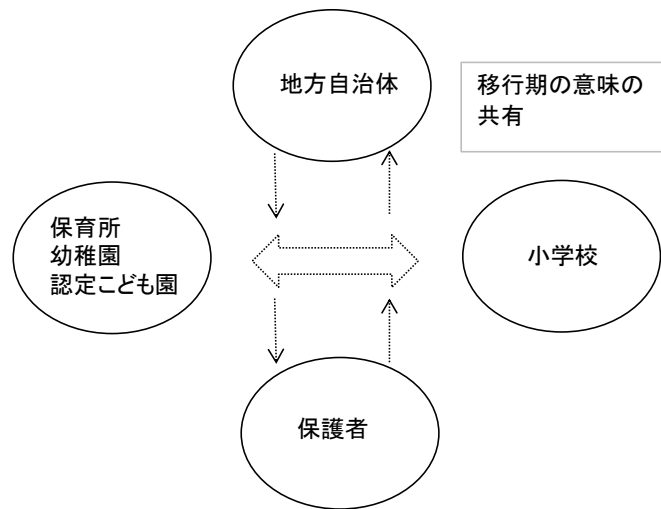 地方自治体
移行期の意味の
共有
保育所
幼稚園
認定こども園
小学校
保護者